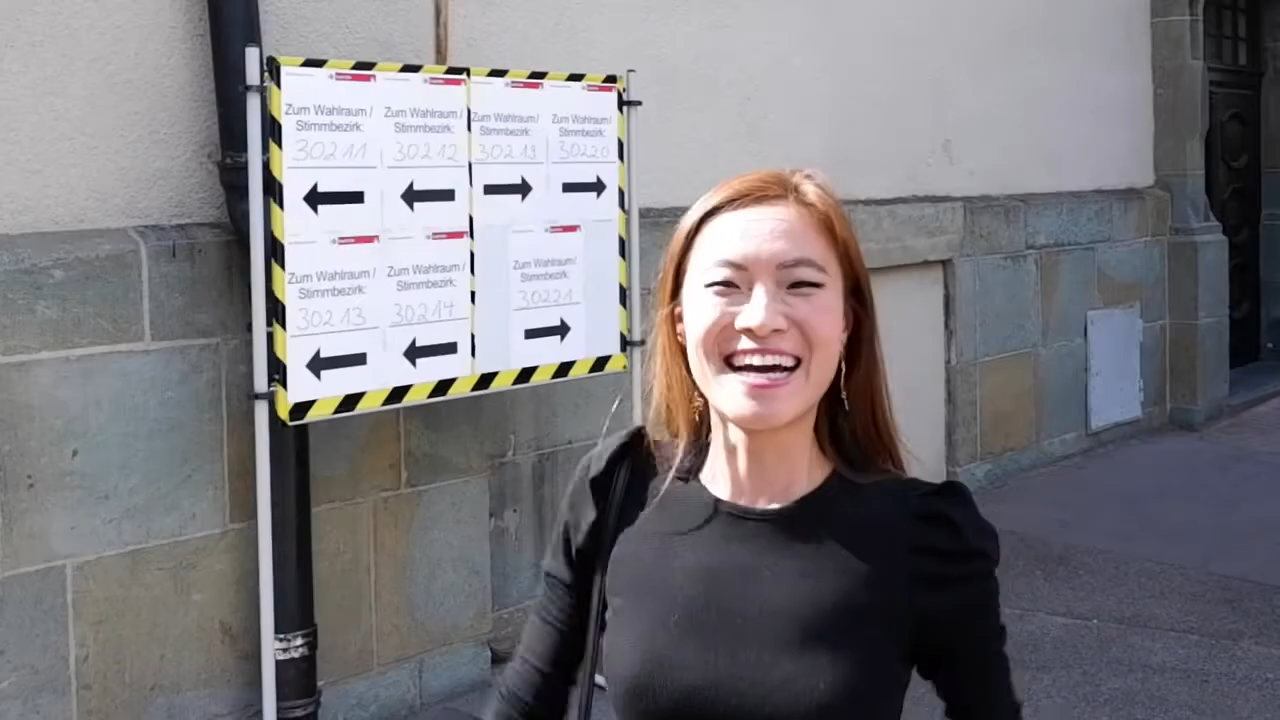 Zum Wahlraum /
Stimmbezirk:
30211
Zum Wahlraum /
Stimmbezirk:
30212
Zum Wahlraum /
Stimmbezirk:
30219
Zum Wahlraum /
Stimmbezirk:
30220
Zum Wahlraum /
Stimmbezirk:
30213
Zum Wahlraum /
Stimmbezirk:
30214
Zum Wahlraum /
Stimmbezirk:
30221